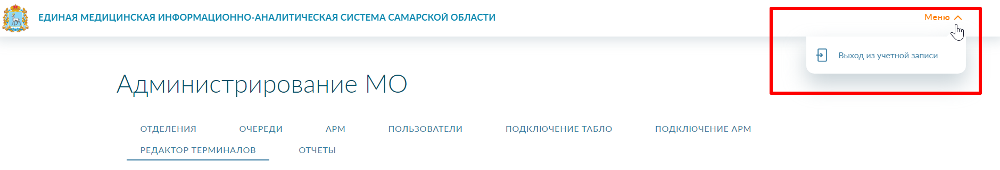 ЕДИНАЯ МЕДИЦИНСКАЯ ИНФОРМАЦИОННО-АНАЛИТИЧЕСКАЯ СИСТЕМА САМАРСКОЙ ОБЛАСТИ
Меню
Выход из учетной записи
Администрирование МО
ОТДЕЛЕНИЯ ОЧЕРЕДИ АРМ ПОЛЬЗОВАТЕЛИ ПОДКЛЮЧЕНИЕ ТАБЛО ПОДКЛЮЧЕНИЕ АРМ
РЕДАКТОР ТЕРМИНАЛОВ ОТЧЕТЫ